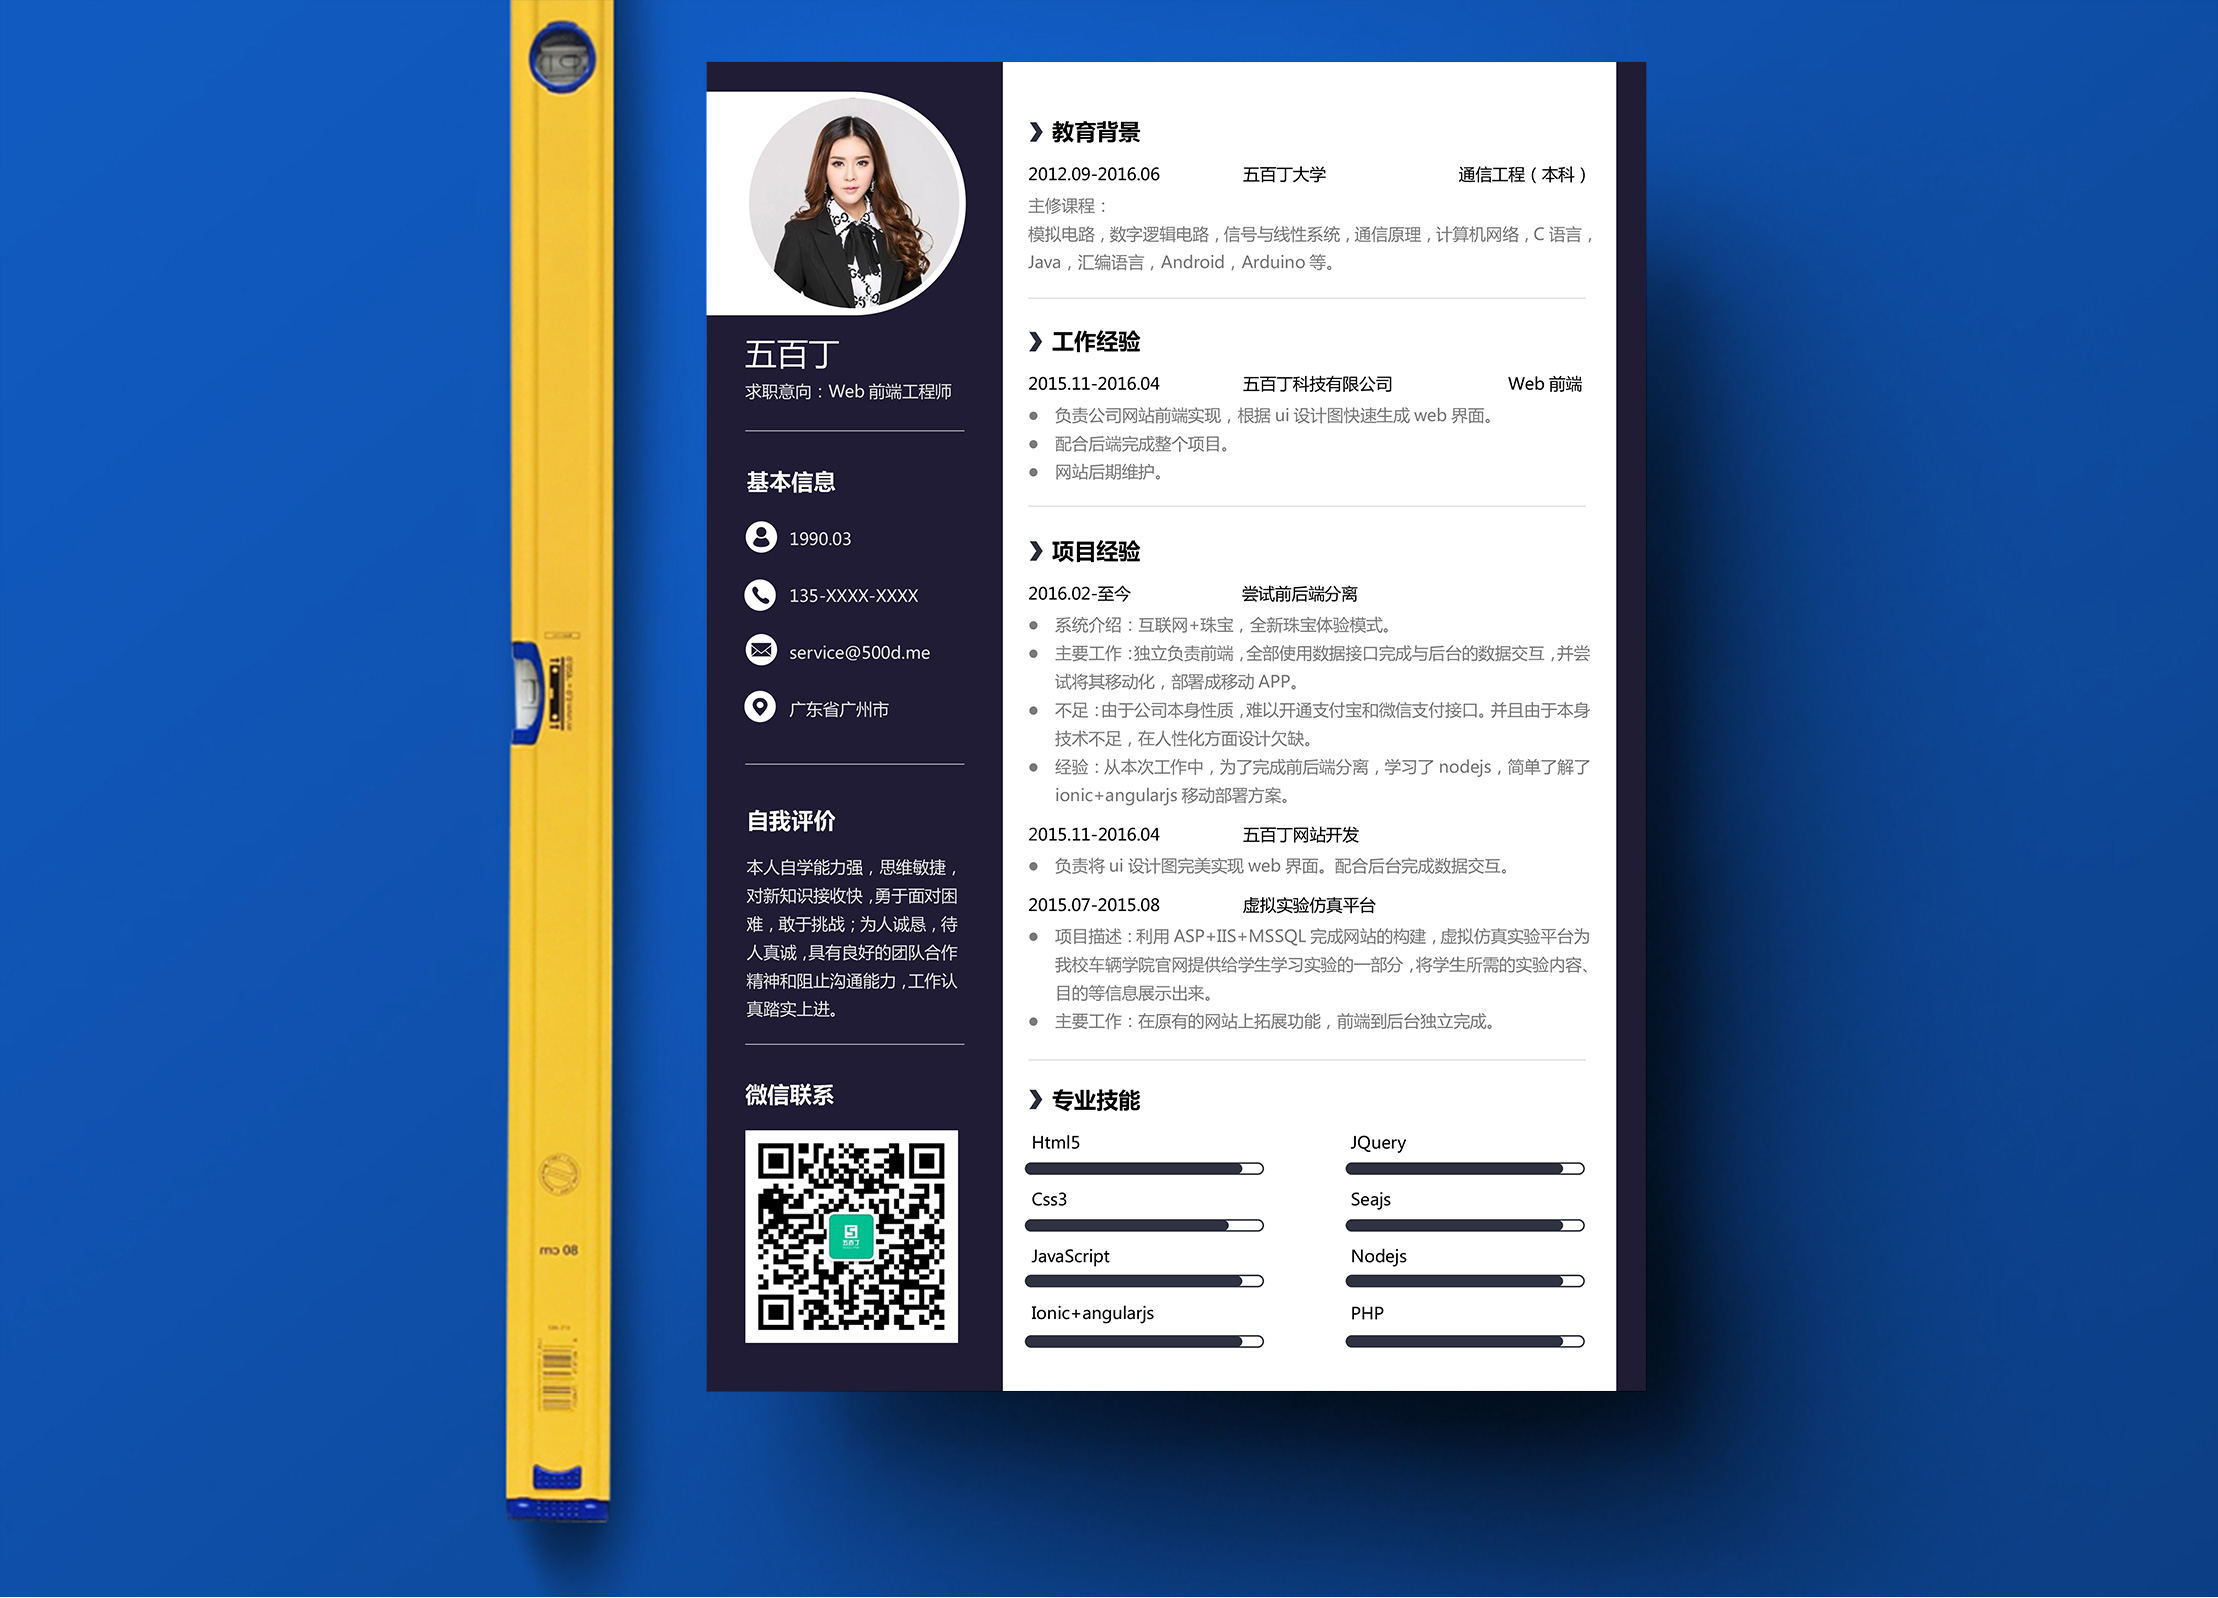 五百丁
求职意向：Web 前端工程师
基本信息
1990.03
135-XXXX-XXXX
service@500d.me
广东省广州市
自我评价
本人自学能力强，思维敏捷，
对新知识接收快，勇于面对困
难，敢于挑战；为人诚恳，待
人真诚，具有良好的团队合作
精神和阻止沟通能力，工作认
真踏实上进。
微信联系
五百丁
教育背景
2012.09-2016.06 五百丁大学 通信工程（本科）
主修课程：
模拟电路，数字逻辑电路，信号与线性系统，通信原理，计算机网络，C 语言，
Java，汇编语言，Android，Arduino 等。
工作经验
2015.11-2016.04 五百丁科技有限公司 Web 前端
● 负责公司网站前端实现，根据 ui 设计图快速生成 web 界面。
● 配合后端完成整个项目。
● 网站后期维护。
项目经验
2016.02-至今 尝试前后端分离
● 系统介绍：互联网+珠宝，全新珠宝体验模式。
● 主要工作：独立负责前端，全部使用数据接口完成与后台的数据交互，并尝
试将其移动化，部署成移动 APP。
● 不足：由于公司本身性质，难以开通支付宝和微信支付接口。并且由于本身
技术不足，在人性化方面设计欠缺。
● 经验：从本次工作中，为了完成前后端分离，学习了 nodejs，简单了解了
ionic+angularjs 移动部署方案。
2015.11-2016.04 五百丁网站开发
● 负责将 ui 设计图完美实现 web 界面。配合后台完成数据交互。
2015.07-2015.08 虚拟实验仿真平台
● 项目描述：利用 ASP+IIS+MSSQL 完成网站的构建，虚拟仿真实验平台为
我校车辆学院官网提供给学生学习实验的一部分，将学生所需的实验内容、
目的等信息展示出来。
● 主要工作：在原有的网站上拓展功能，前端到后台独立完成。
专业技能
Html5 JQuery
Css3 Seajs
JavaScript Nodejs
Ionic+angularjs PHP
80 cm